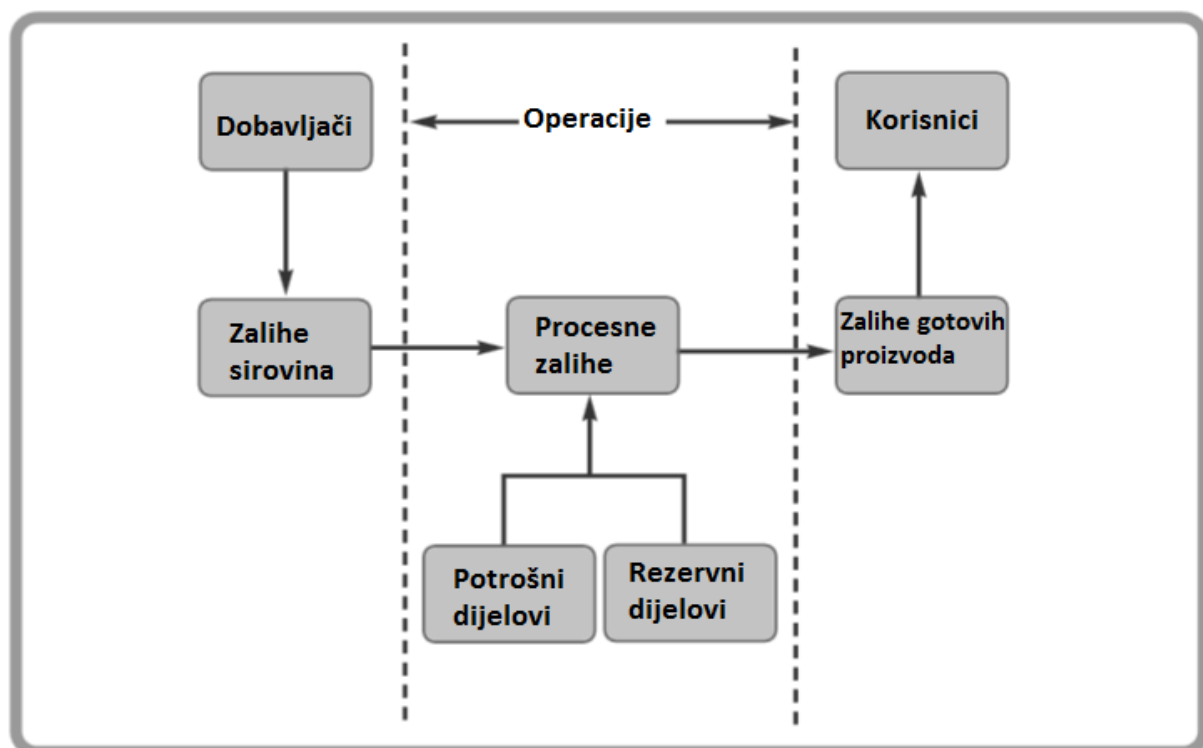 Dobavljači
Operacije
Korisnici
Zalihe
sirovina
Procesne
zalihe
Zalihe gotovih
proizvoda
Potrošni
dijelovi
Rezervni
dijelovi